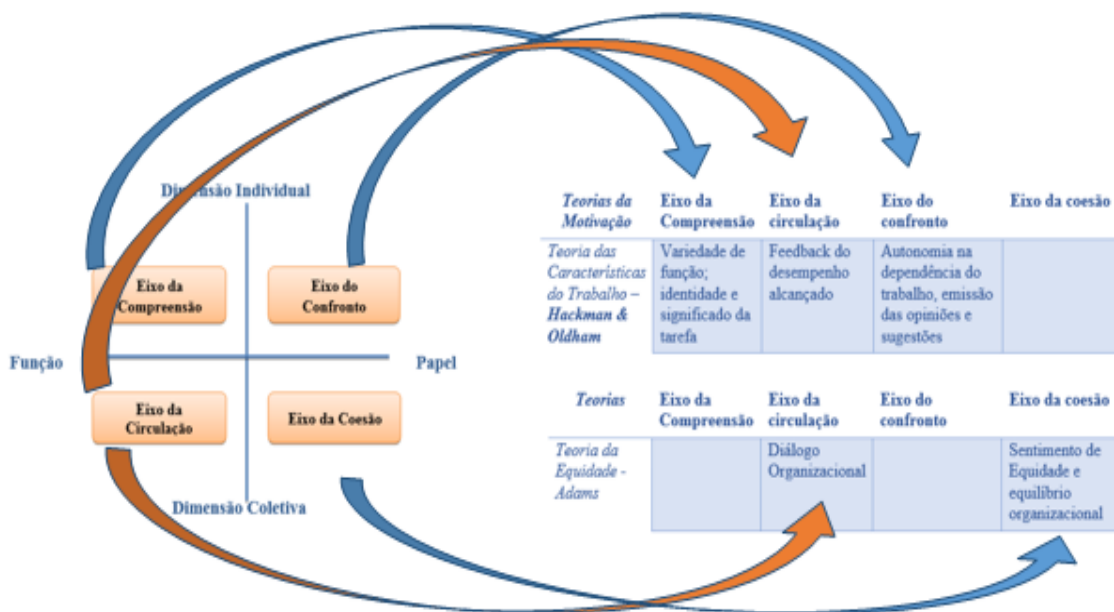 Dimensão Individual
Eixo da
Compreensão
Eixo do
Confronto
Função
Papel
Eixo da
Circulação
Eixo da Coesão
Dimensão Coletiva
Teorias da
Motivação
Eixo da
Compreensão
Eixo da
circulação
Eixo do
confronto
Eixo da coesão
Teoria das
Características
do Trabalho –
Hackman &
Oldham
Variedade de
função;
identidade e
significado da
tarefa
Feedback do
desempenho
alcançado
Autonomia na
dependência do
trabalho, emissão
das opiniões e
sugestões
Teorias
Eixo da
Compreensão
Eixo da
circulação
Eixo do
confronto
Eixo da coesão
Teoria da
Equidade -
Adams
Diálogo
Organizacional
Sentimento de
Equidade e
equilíbrio
organizacional